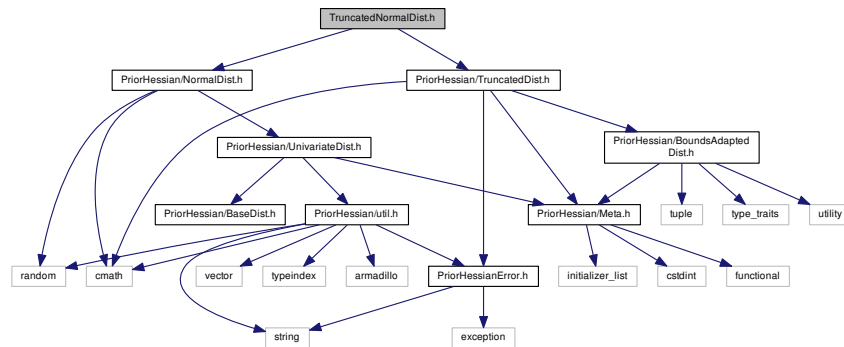 TruncatedNormalDist.h
PriorHessian/NormalDist.h
PriorHessian/TruncatedDist.h
PriorHessian/UnivariateDist.h
PriorHessian/BoundsAdapted
Dist.h
PriorHessian/BaseDist.h
PriorHessian/util.h
PriorHessian/Meta.h
tuple
type_traits
utility
random
cmath
vector
typeindex
armadillo
PriorHessianError.h
initializer_list
cstdint
functional
string
exception